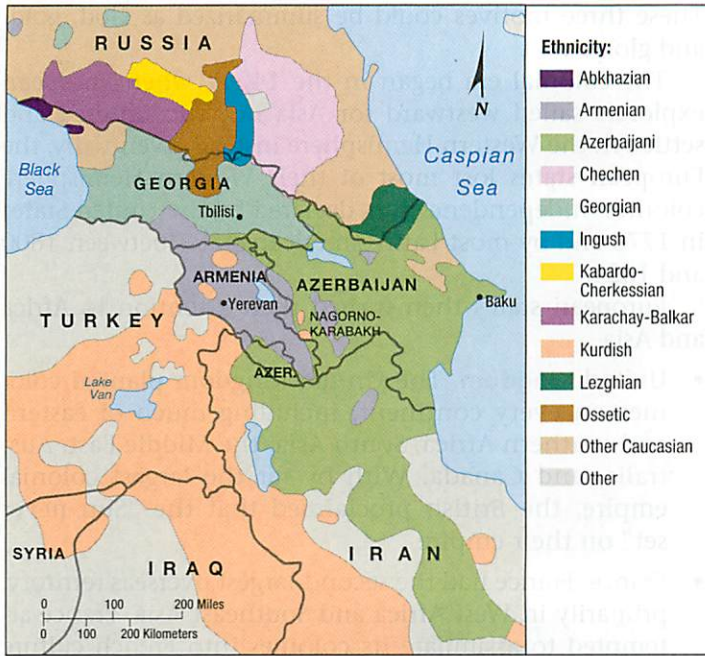 RUSSIA
Black
Sea
GEORGIA
Tbilisi
Caspian
Sea
N
ARMENIA
Yerevan
AZERBAIJAN
Baku
NAGORNO-
KARABAKH
TURKEY
AZER.
Lake
Van
SYRIA
IRAQ
IRAN
0 100 200 Miles
0 100 200 Kilometers
Ethnicity:
Abkhazian
Armenian
Azerbaijani
Chechen
Georgian
Ingush
Kabardo-
Cherkessian
Karachay-Balkar
Kurdish
Lezghian
Ossetic
Other Caucasian
Other